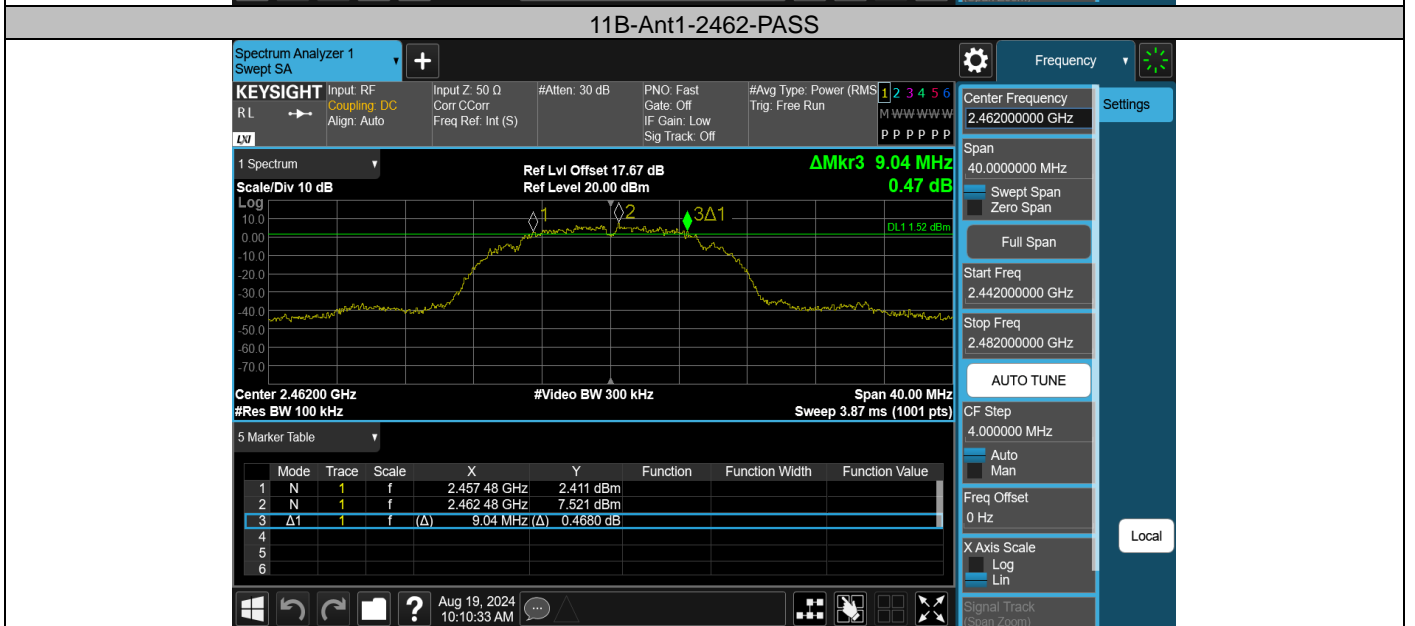 11B-Ant1-2462-PASS
Spectrum Analyzer 1
Swept SA
Frequency
KEYSIGHT
RL
LXI
Input: RF
Coupling: DC
Align: Auto
Input Z: 50 Ω
Corr CCorr
Freq Ref: Int (S)
#Atten: 30 dB
PNO: Fast
Gate: Off
IF Gain: Low
Sig Track: Off
#Avg Type: Power (RMS
Trig: Free Run
1 2 3 4 5 6
M W W W W W
P P P P P P
Center Frequency
2.462000000 GHz
Settings
Span
40.0000000 MHz
Swept Span
Zero Span
Full Span
Start Freq
2.442000000 GHz
Stop Freq
2.482000000 GHz
AUTO TUNE
CF Step
4.000000 MHz
Auto
Man
Freq Offset
0 Hz
X Axis Scale
Log
Lin
Signal Track
(Span Zoom)
Local
1 Spectrum
Scale/Div 10 dB
Ref Lvl Offset 17.67 dB
Ref Level 20.00 dBm
ΔMkr3 9.04 MHz
0.47 dB
Log
10.0
0.00
-10.0
-20.0
-30.0
-40.0
-50.0
-60.0
-70.0
1
2
3Δ1
DL1 1.52 dBm
Center 2.46200 GHz
#Video BW 300 kHz
Span 40.00 MHz
#Res BW 100 kHz
Sweep 3.87 ms (1001 pts)
5 Marker Table
Mode Trace Scale X Y Function Function Width Function Value
1 N 1 f 2.457 48 GHz 2.411 dBm
2 N 1 f 2.462 48 GHz 7.521 dBm
3 Δ1 1 f (Δ) 9.04 MHz (Δ) 0.4680 dB
4
5
6
?
Aug 19, 2024
10:10:33 AM